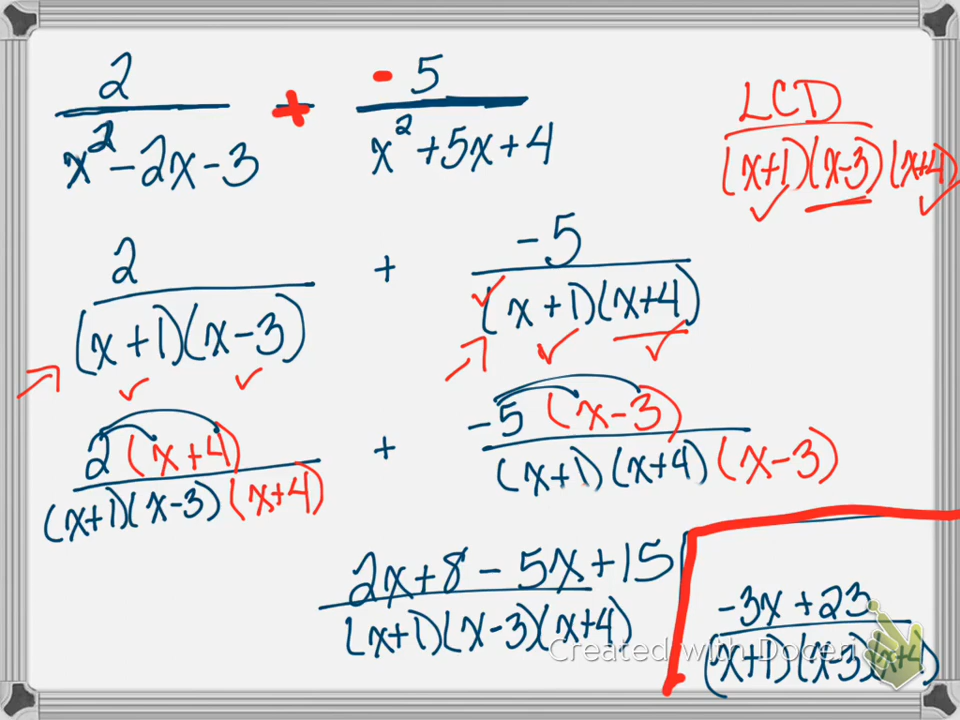 2 + -5 LCD
x² -2x -3 x² +5x+4 (x+1)(x-3)(x+4)
2 + -5
(x+1)(x-3) (x+1)(x+4)
2(x+4) + -5(x-3)
(x+1)(x-3)(x+4) (x+1)(x+4)(x-3)
2x+8-5x+15 -3x+23
(x+1)(x-3)(x+4) (x+1)(x-3)(x+4)
Created with Doceri